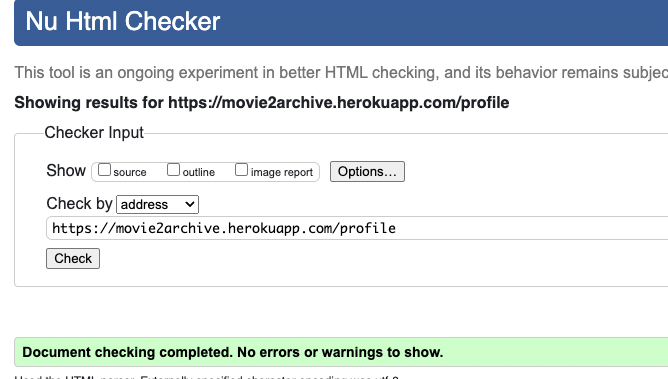 Nu Html Checker
This tool is an ongoing experiment in better HTML checking, and its behavior remains subjec
Showing results for https://movie2archive.herokuapp.com/profile
Checker Input
Show source outline image report Options...
Check by address
https://movie2archive.herokuapp.com/profile
Check
Document checking completed. No errors or warnings to show.